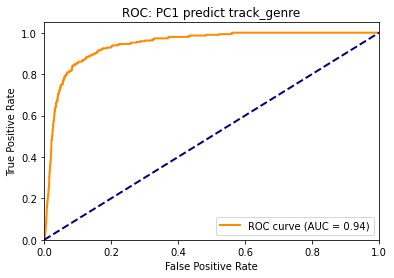 ROC: PC1 predict track_genre
True Positive Rate
1.0
0.8
0.6
0.4
0.2
0.0
ROC curve (AUC = 0.94)
0.0 0.2 0.4 0.6 0.8 1.0
False Positive Rate